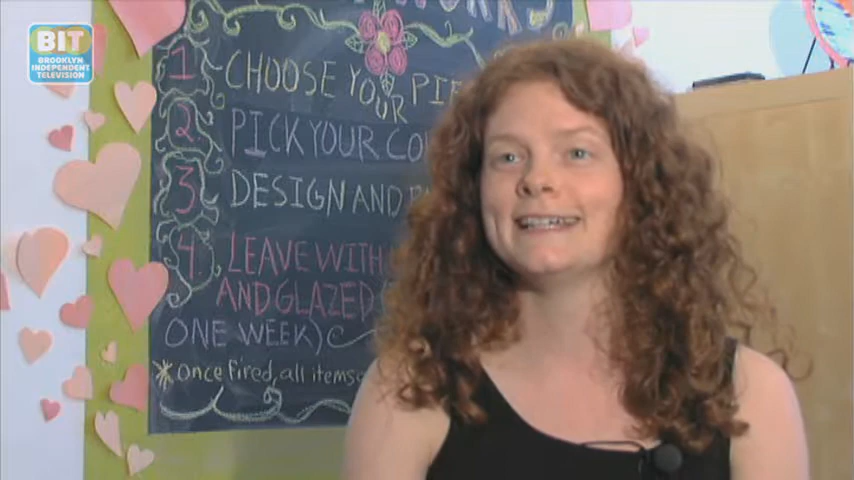 BIT
BROOKLYN
INDEPENDENT
TELEVISION
1. CHOOSE YOUR
2. PICK YOUR
3 DESIGN AND
4. LEAVE WITH
AND GLAZED
ONE WEEK)
*once fired, all items